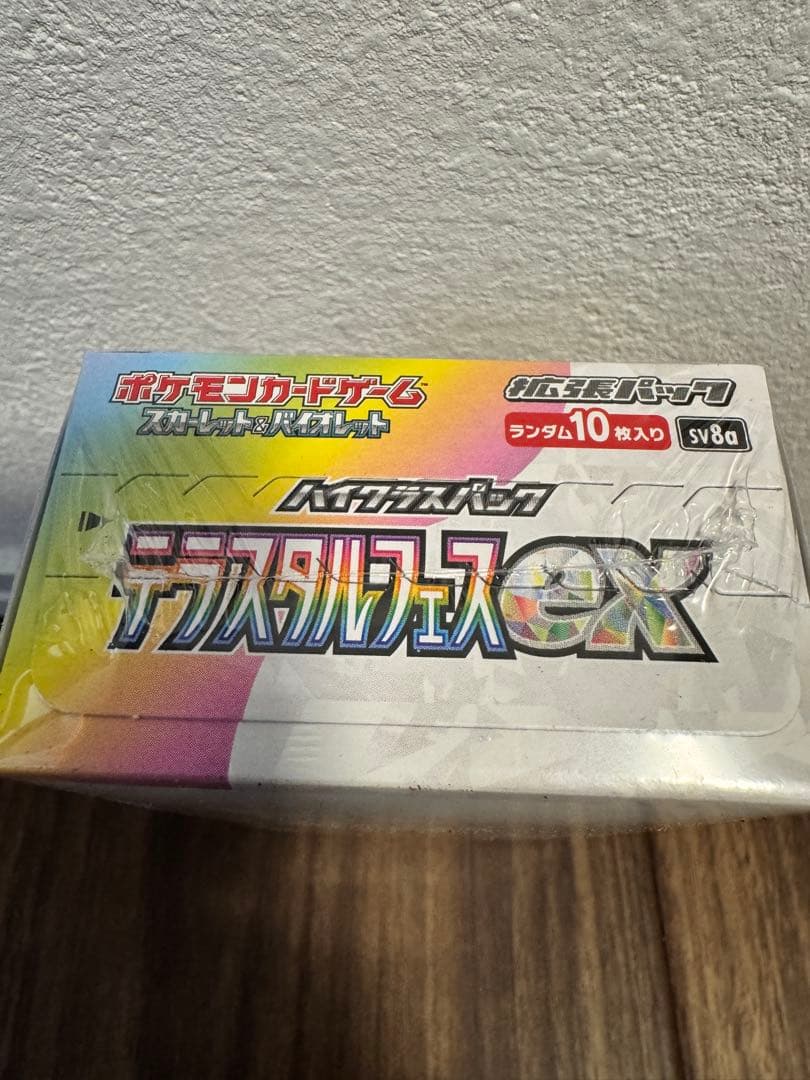 ポケモンカードゲーム™
スカーレット&バイオレット
拡張パック
ランダム10枚入り sv8a
ハイクラスパック
テラスタルフェスex